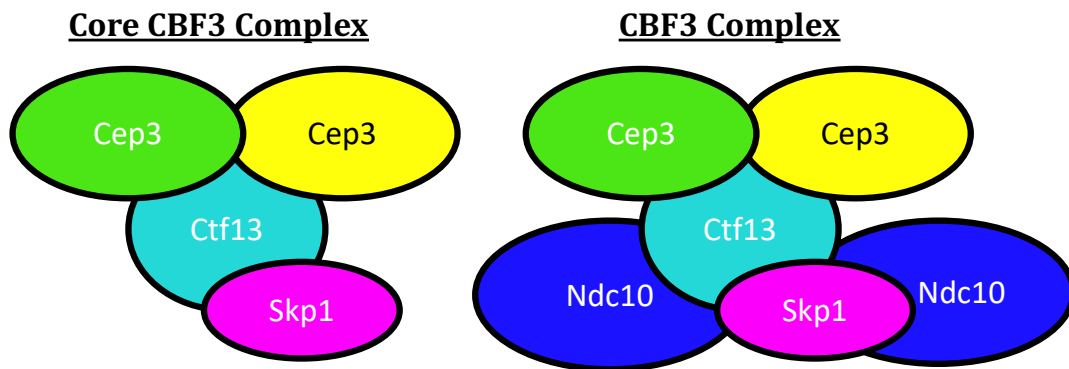 Core CBF3 Complex
Cep3
Cep3
Ctf13
Skp1
CBF3 Complex
Cep3
Cep3
Ctf13
Ndc10
Skp1
Ndc10